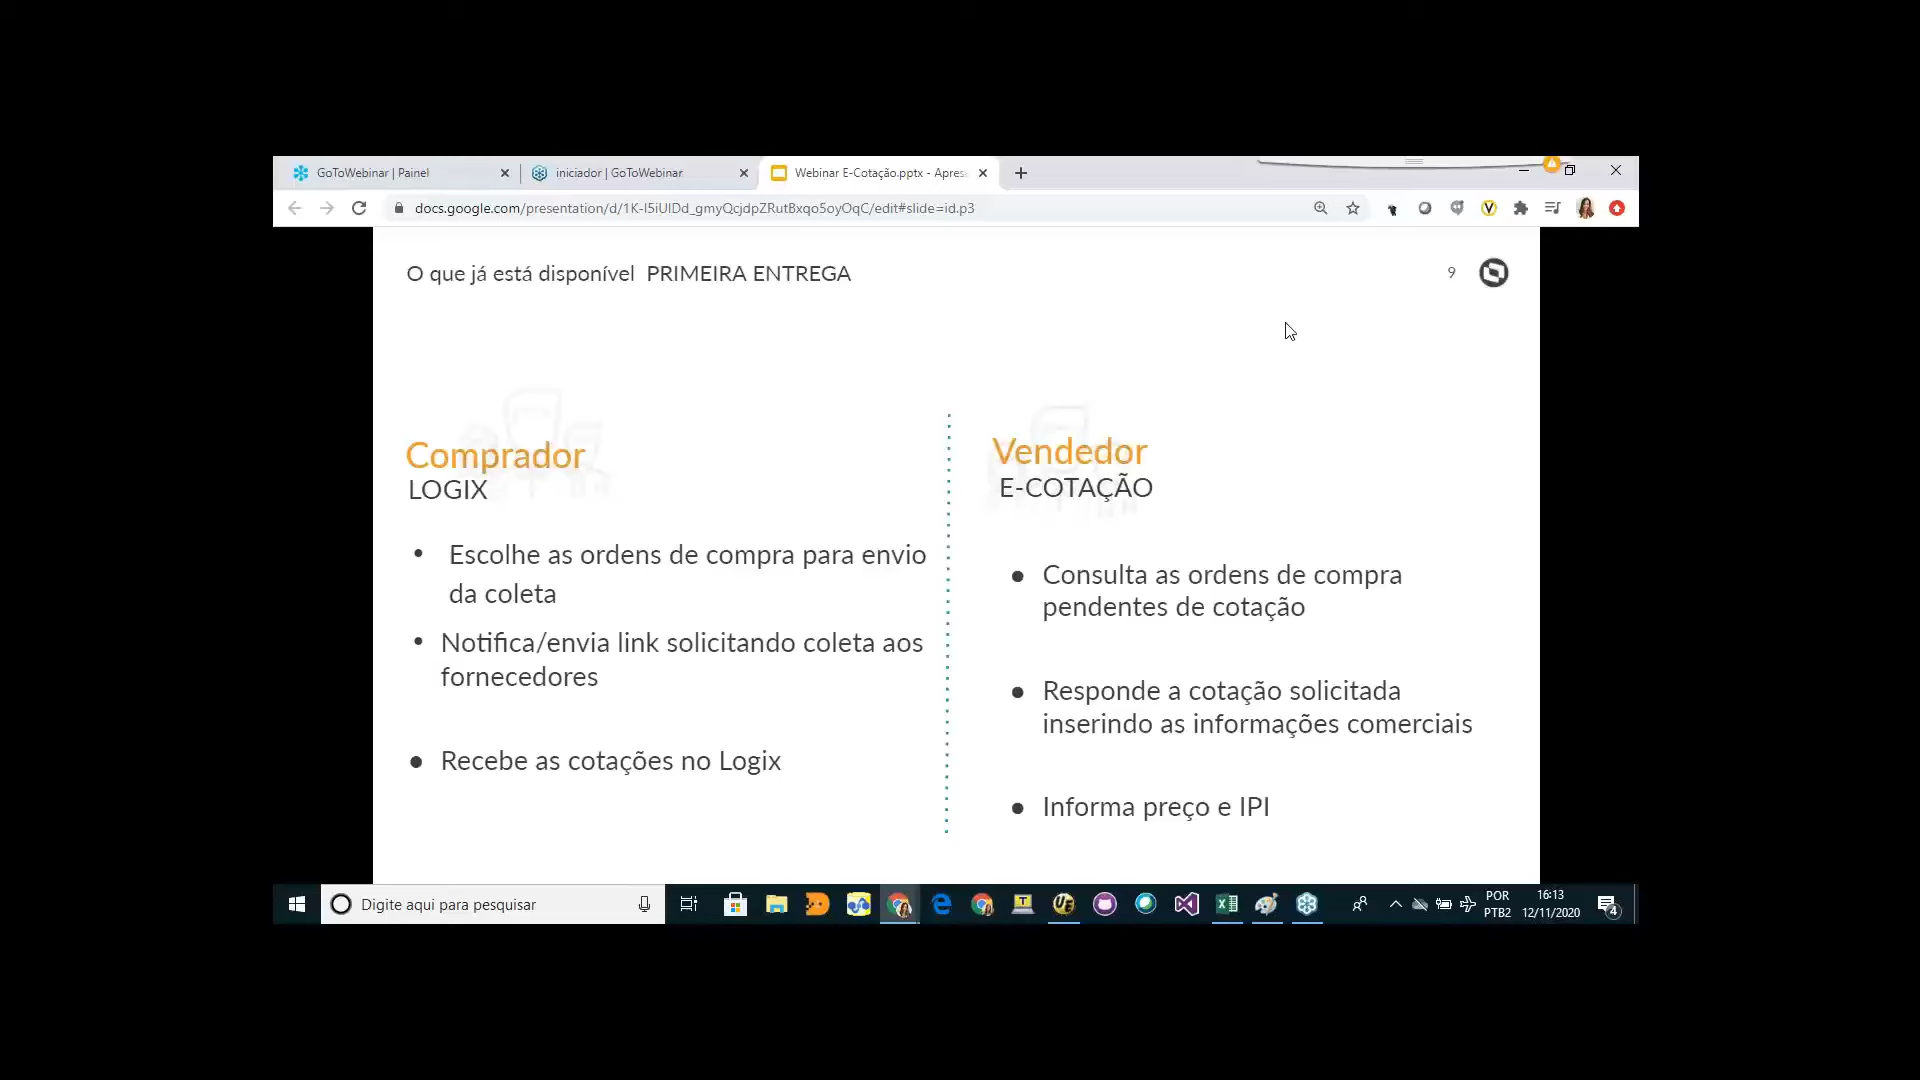 GoToWebinar | Painel
iniciador | GoToWebinar
Webinar E-Cotação.pptx - Apres
docs.google.com/presentation/d/1K-I5iUIDd_gmyQcjdpZRutBxqo5oyOqC/edit#slide=id.p3
O que já está disponível PRIMEIRA ENTREGA
9
Comprador
LOGIX
• Escolhe as ordens de compra para envio
da coleta
• Notifica/envia link solicitando coleta aos
fornecedores
● Recebe as cotações no Logix
Vendedor
E-COTAÇÃO
● Consulta as ordens de compra
pendentes de cotação
● Responde a cotação solicitada
inserindo as informações comerciais
● Informa preço e IPI
Digite aqui para pesquisar
POR
PTB2
16:13
12/11/2020
4